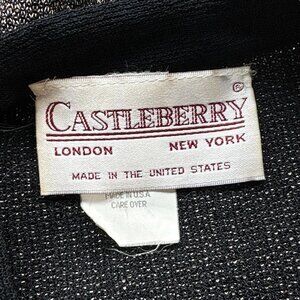 ®
CASTLEBERRY
LONDON NEW YORK
MADE IN THE UNITED STATES
MADE IN U.S.A
CARE OVER